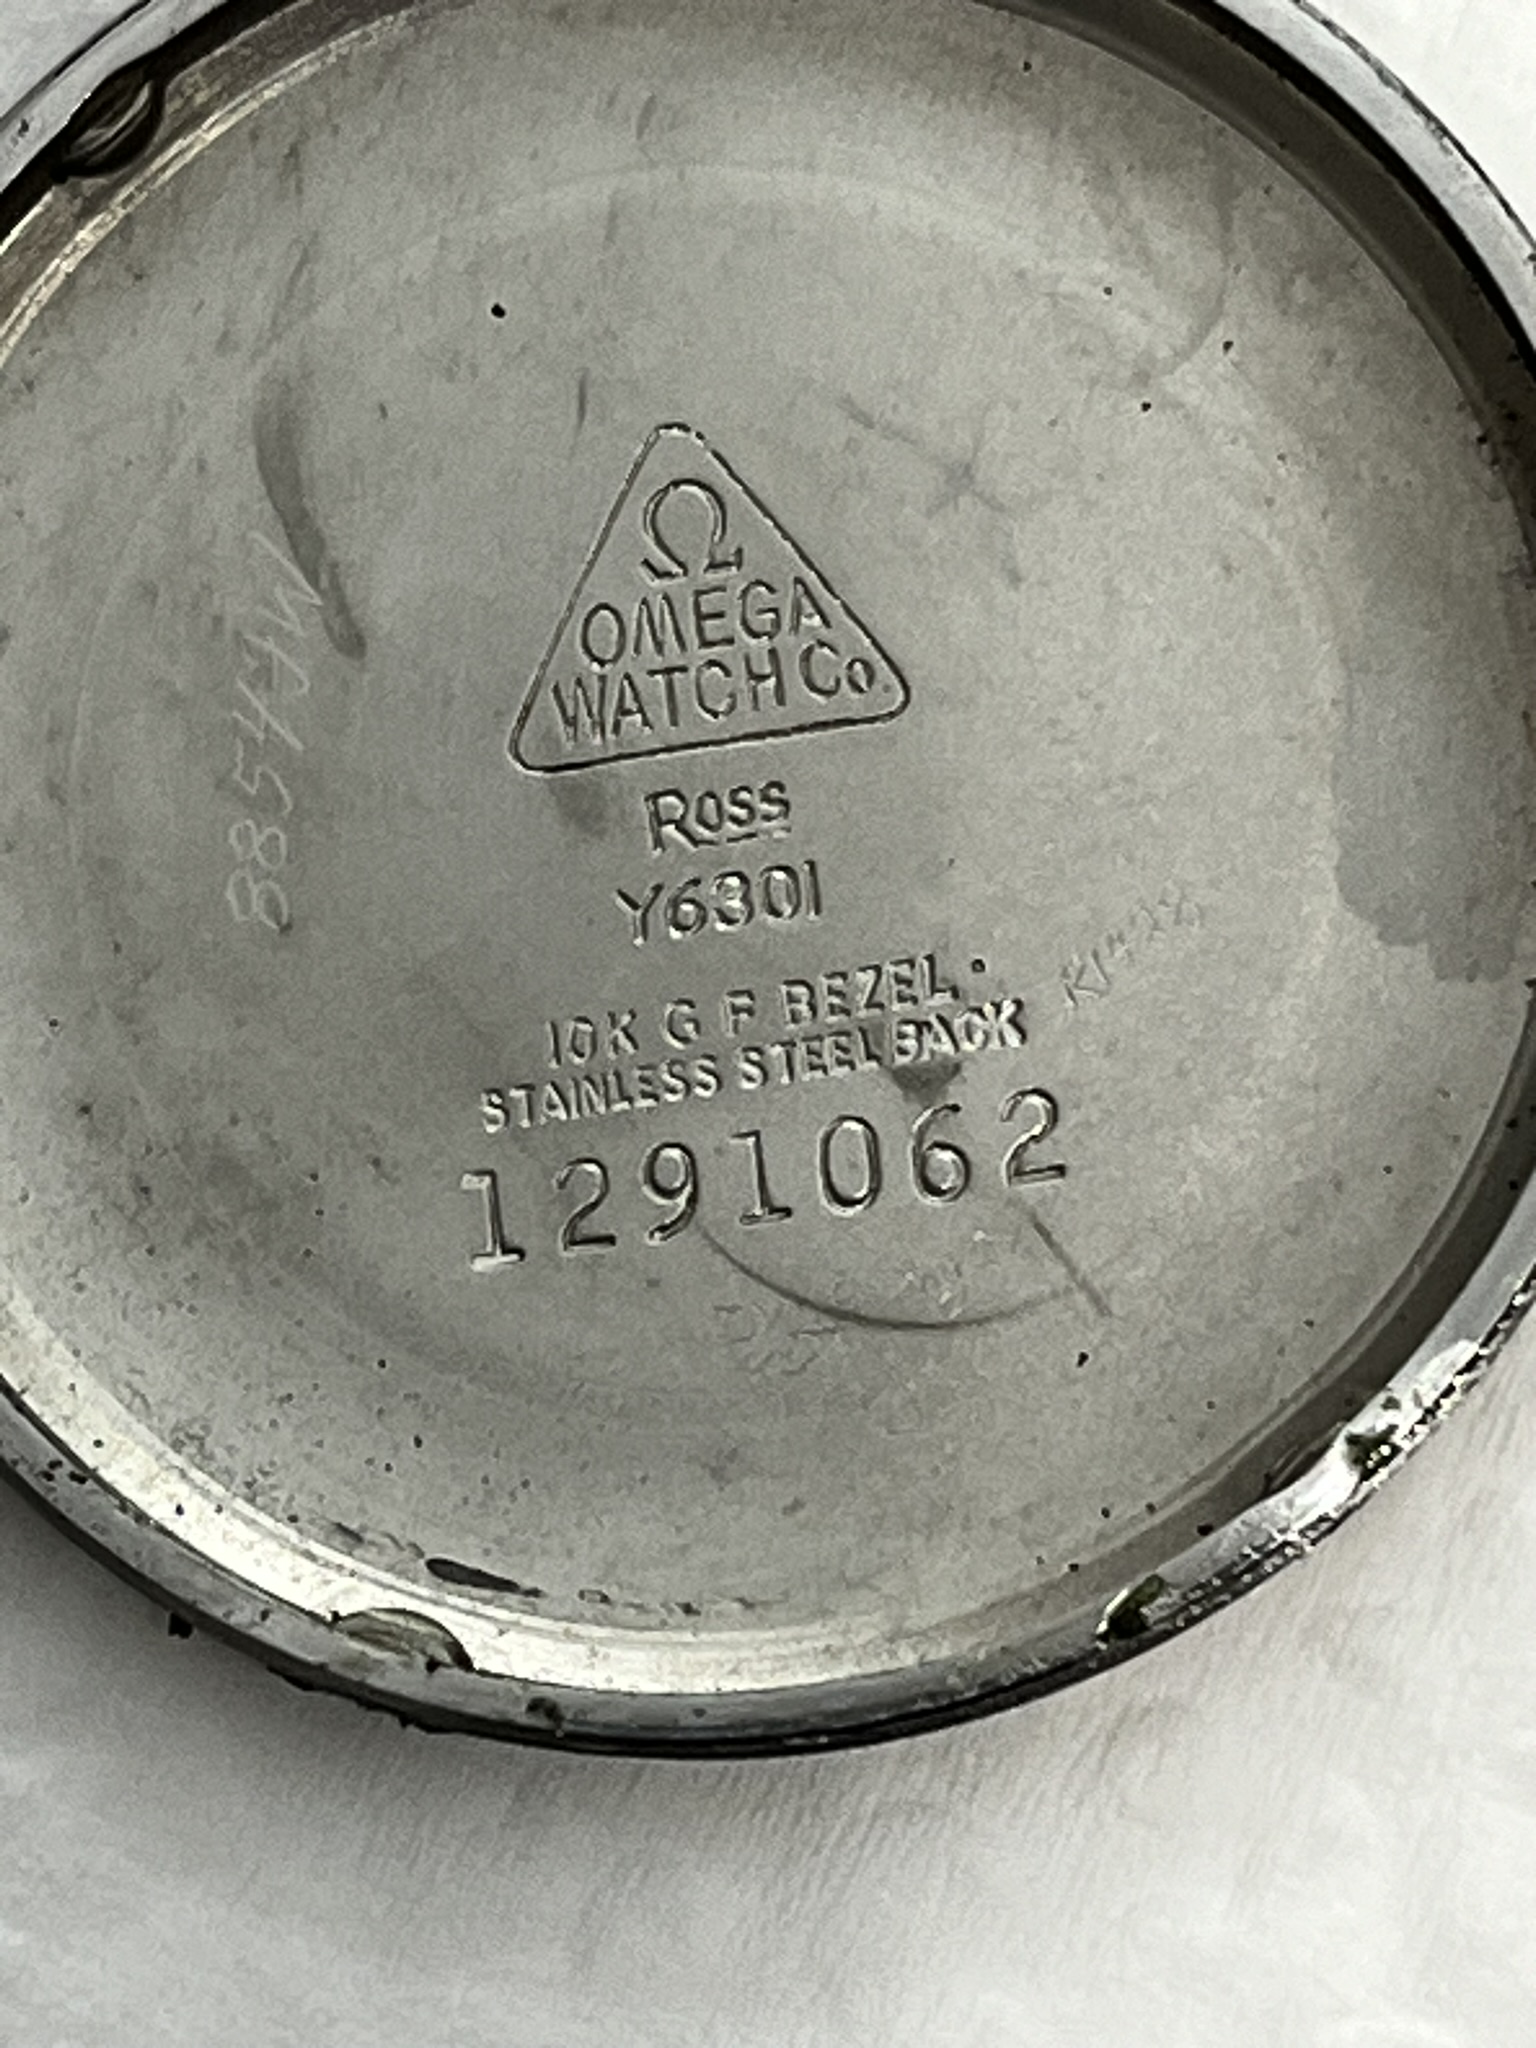 Ω
OMEGA
WATCH Co.
Ross
Y6301
10K G F BEZEL.
STAINLESS STEEL BACK
1291062